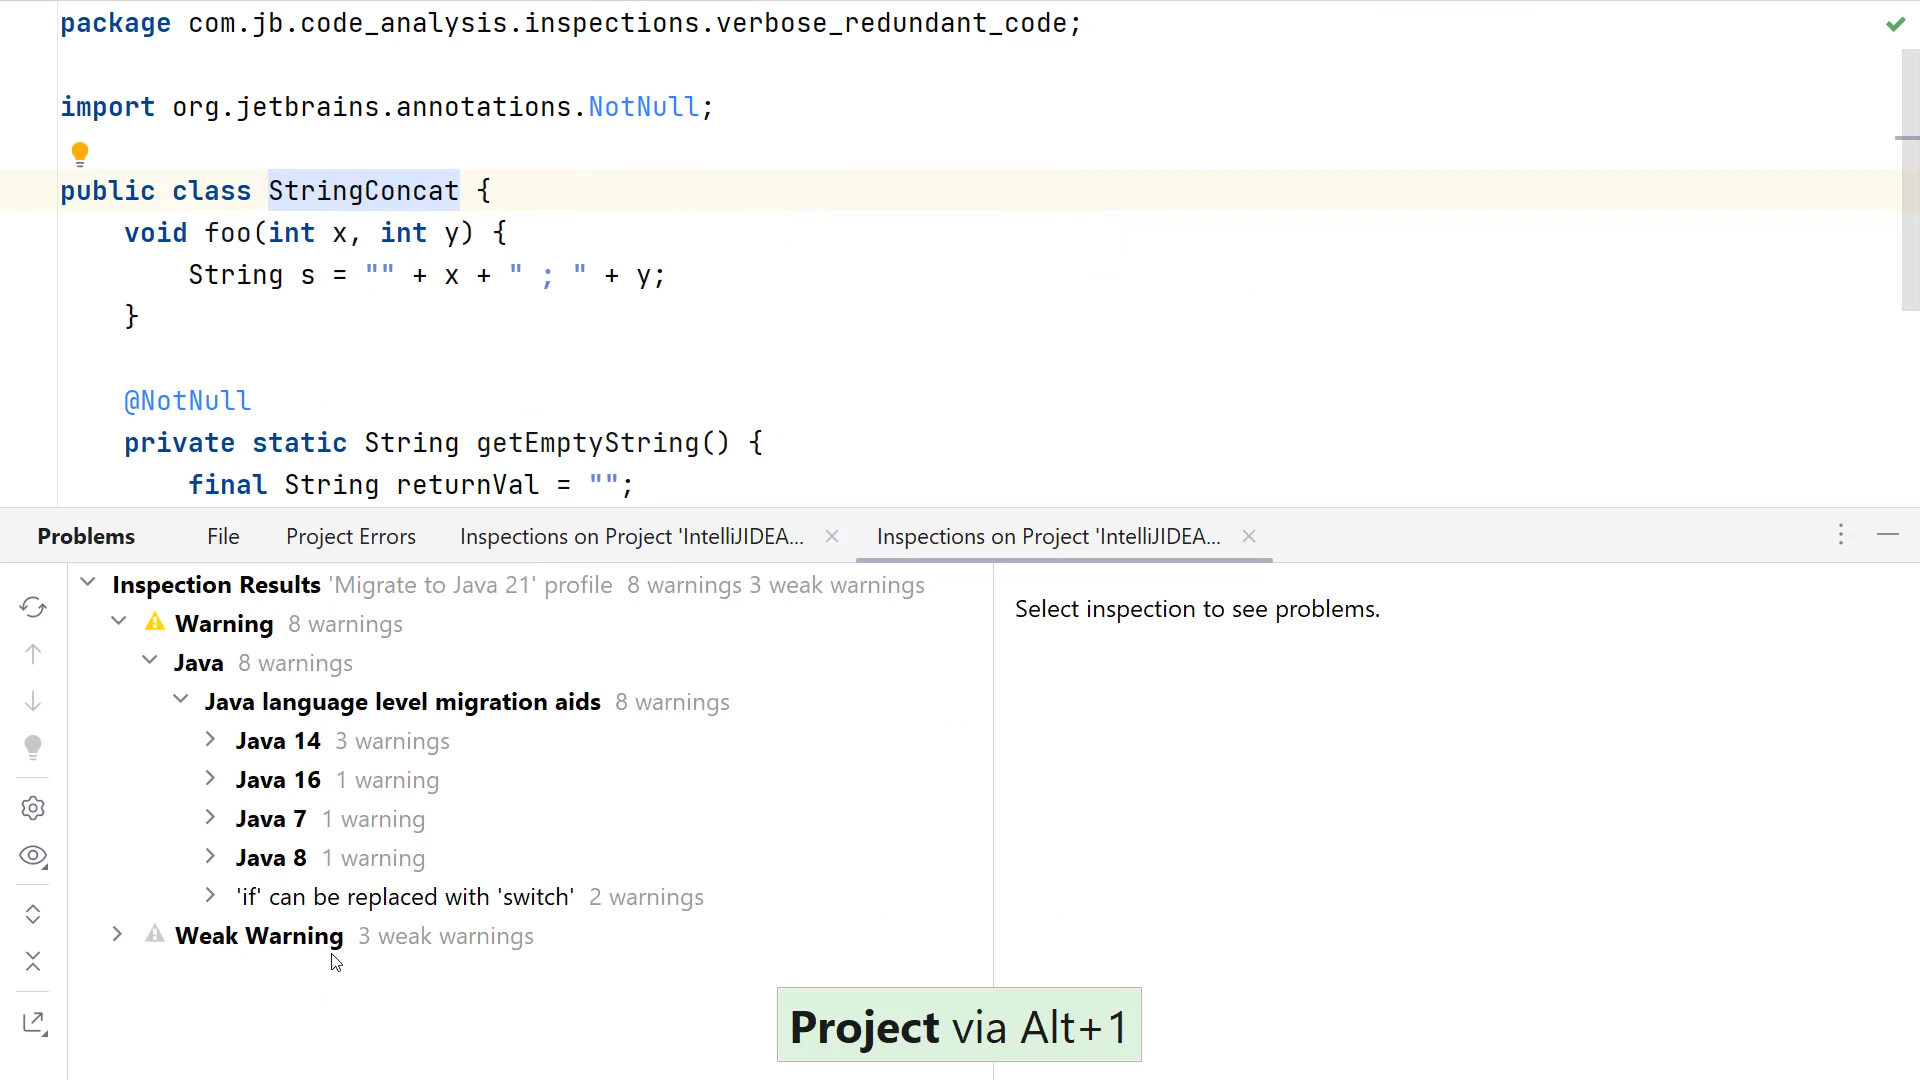 package com.jb.code_analysis.inspections.verbose_redundant_code;
import org.jetbrains.annotations.NotNull;
public class StringConcat {
void foo(int x, int y) {
String s = "" + x + " ; " + y;
}
@NotNull
private static String getEmptyString() {
final String returnVal = "";
Problems File Project Errors Inspections on Project 'IntelliJIDEA... Inspections on Project 'IntelliJIDEA...
Inspection Results 'Migrate to Java 21' profile 8 warnings 3 weak warnings
Warning 8 warnings
Java 8 warnings
Java language level migration aids 8 warnings
Java 14 3 warnings
Java 16 1 warning
Java 7 1 warning
Java 8 1 warning
'if' can be replaced with 'switch' 2 warnings
Weak Warning 3 weak warnings
Select inspection to see problems.
Project via Alt+1